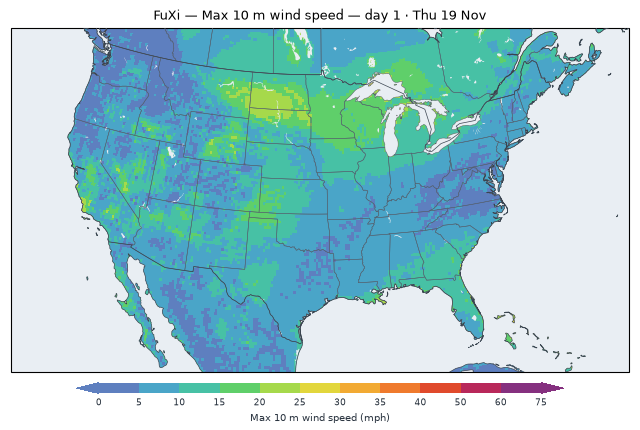 FuXi — Max 10 m wind speed — day 1 · Thu 19 Nov
0 5 10 15 20 25 30 35 40 50 60 75
Max 10 m wind speed (mph)